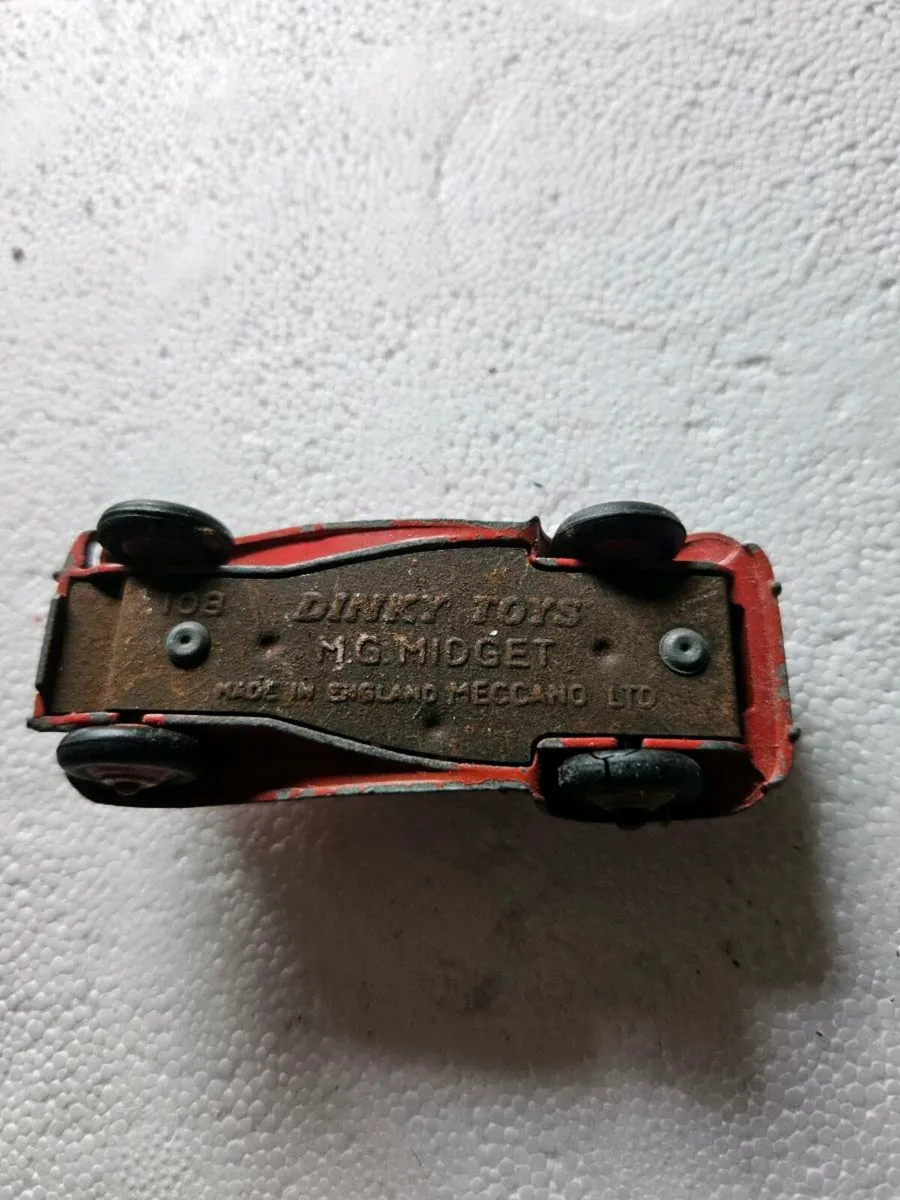 108
DINKY TOYS
M.G. MIDGET
MADE IN ENGLAND MECCANO LTD